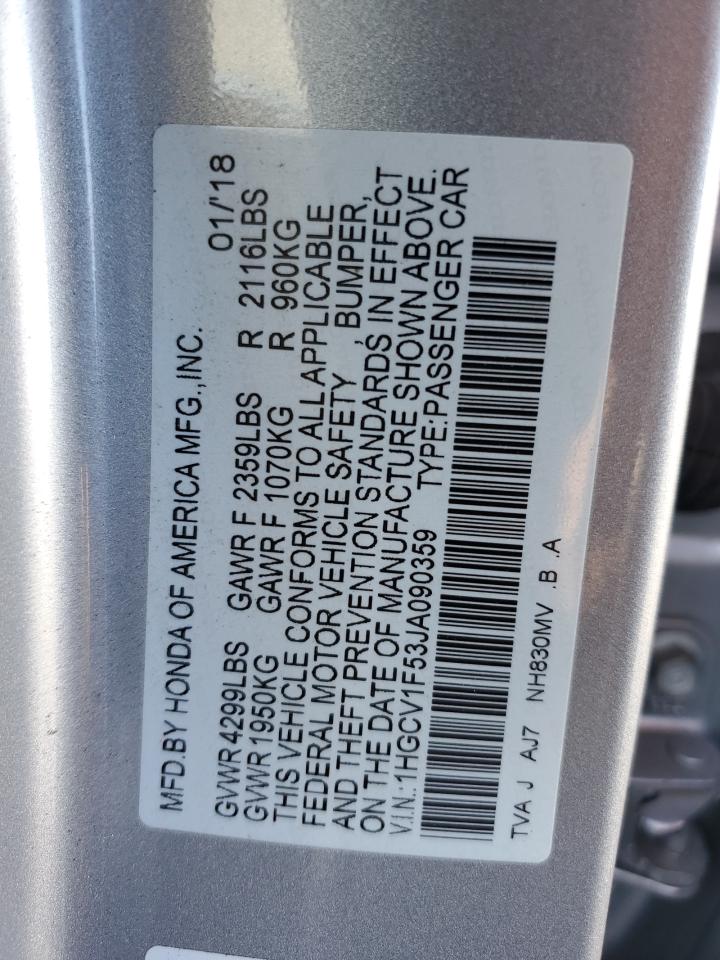 MFD.BY HONDA OF AMERICA MFG.,INC. 01/'18
GVWR 4299LBS GAWR F 2359LBS R 2116LBS
GVWR 1950KG GAWR F 1070KG R 960KG
THIS VEHICLE CONFORMS TO ALL APPLICABLE
FEDERAL MOTOR VEHICLE SAFETY , BUMPER,
AND THEFT PREVENTION STANDARDS, IN EFFECT
ON THE DATE OF MANUFACTURE SHOWN ABOVE.
V.I.N.:1HGCV1F53JA090359 TYPE:PASSENGER CAR
TVA J AJ7 NH830MV .B .A